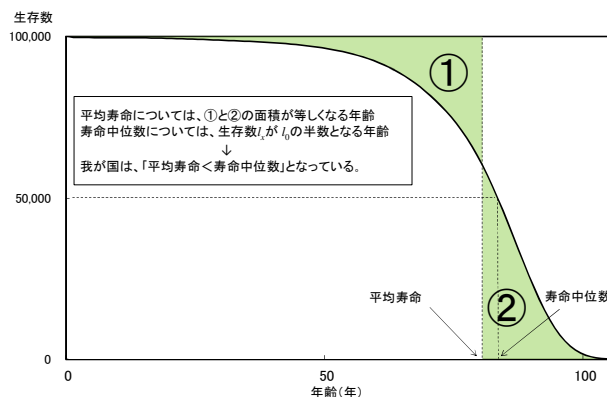 生存数
100,000
①
平均寿命については、①と②の面積が等しくなる年齢
寿命中位数については、生存数lₓがl₀の半数となる年齢
↓
我が国は、「平均寿命<寿命中位数」となっている。
50,000
平均寿命
②
寿命中位数
0
0
50
100
年齢(年)